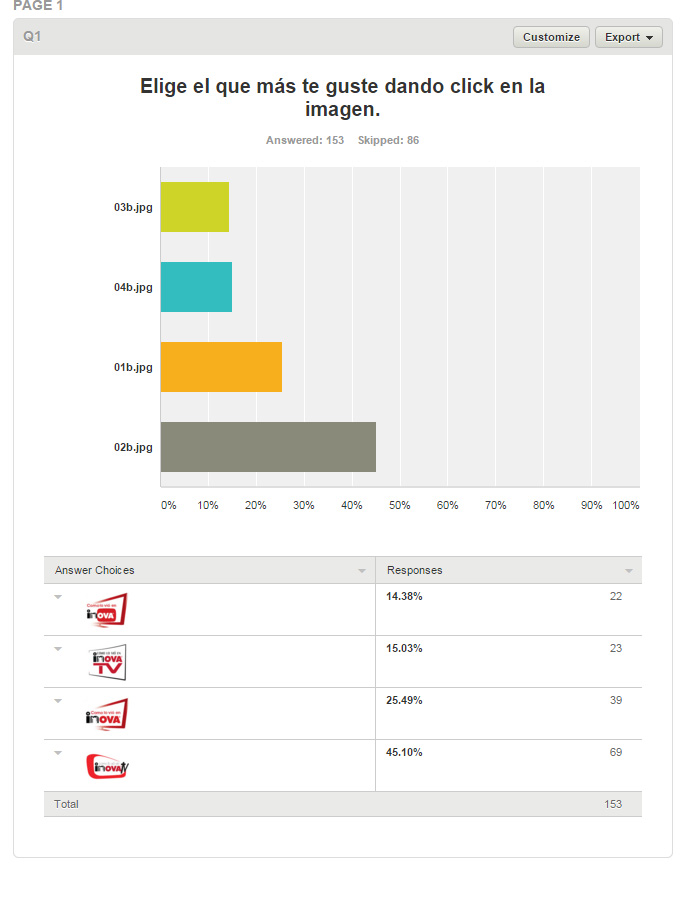 PAGE 1
Q1
Customize
Export
Elige el que más te guste dando click en la
imagen.
Answered: 153 Skipped: 86
03b.jpg
04b.jpg
01b.jpg
02b.jpg
0% 10% 20% 30% 40% 50% 60% 70% 80% 90% 100%
Answer Choices Responses
inOVA
14.38% 22
inOVA
TV
15.03% 23
inOVA
25.49% 39
inOVA tv
45.10% 69
Total 153